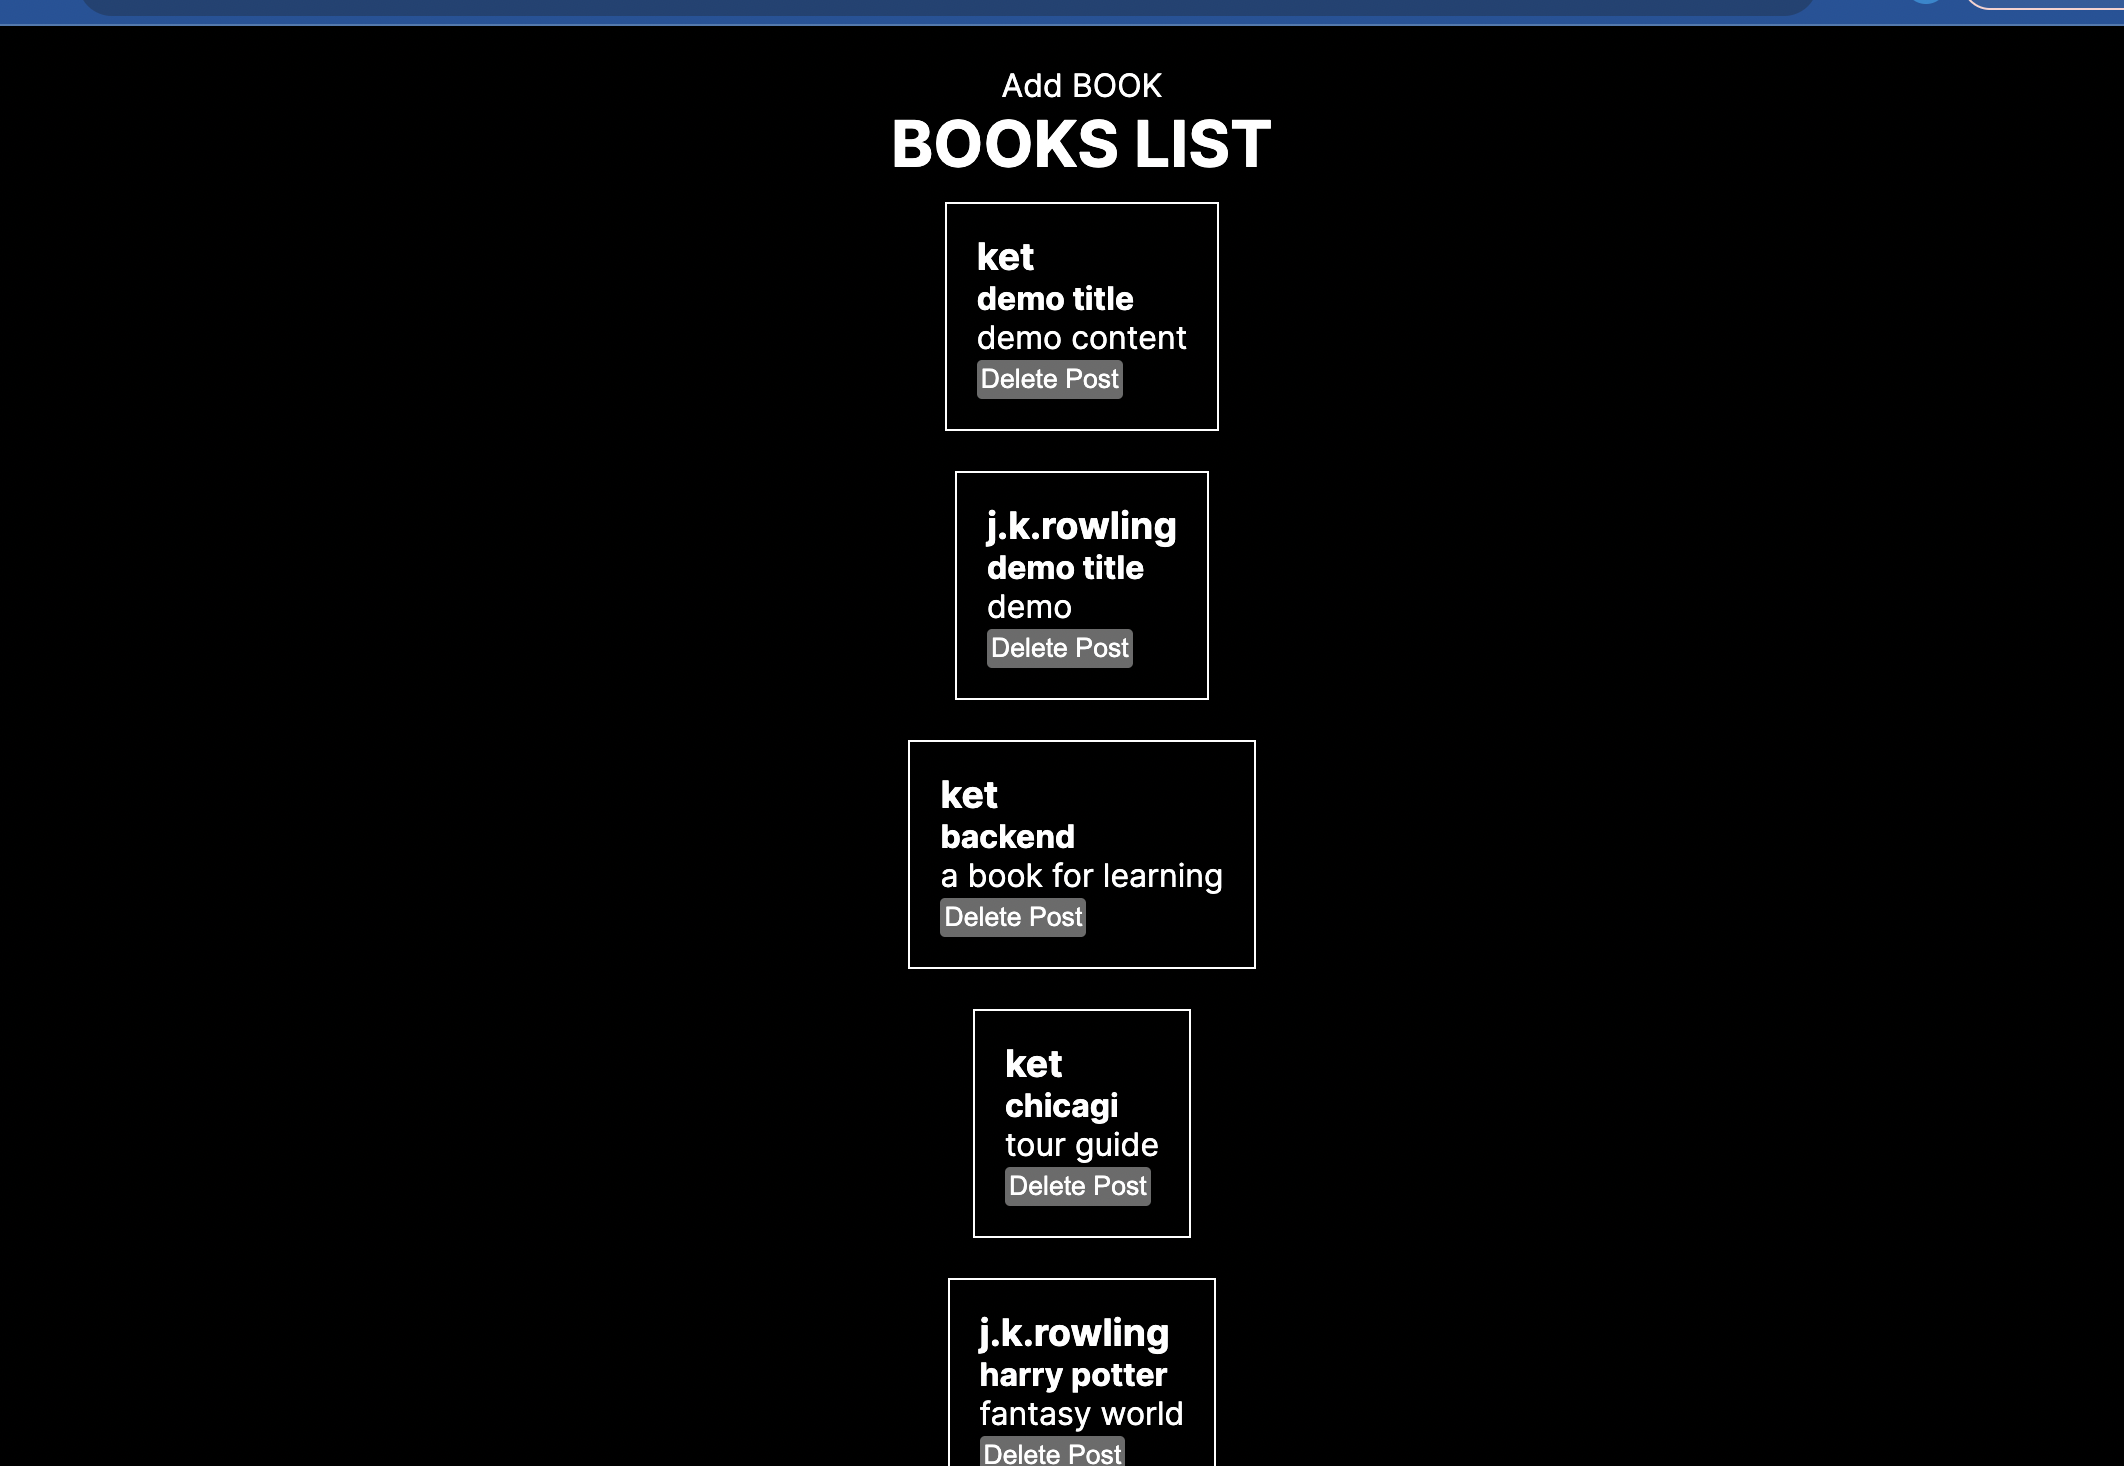 Add BOOK
BOOKS LIST
ket
demo title
demo content
Delete Post
j.k.rowling
demo title
demo
Delete Post
ket
backend
a book for learning
Delete Post
ket
chicagi
tour guide
Delete Post
j.k.rowling
harry potter
fantasy world
Delete Post